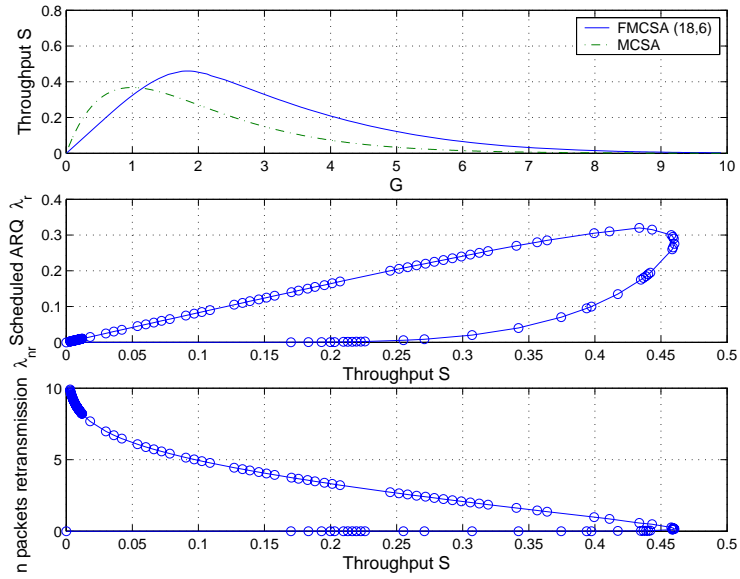 Throughput S
0.8
0.6
0.4
0.2
0
FMCSA (18,6)
MCSA
0 1 2 3 4 5 6 7 8 9 10
G
Scheduled ARQ λr
0.4
0.3
0.2
0.1
0
0 0.05 0.1 0.15 0.2 0.25 0.3 0.35 0.4 0.45 0.5
Throughput S
n packets retransmission λnr
10
5
0
0 0.05 0.1 0.15 0.2 0.25 0.3 0.35 0.4 0.45 0.5
Throughput S